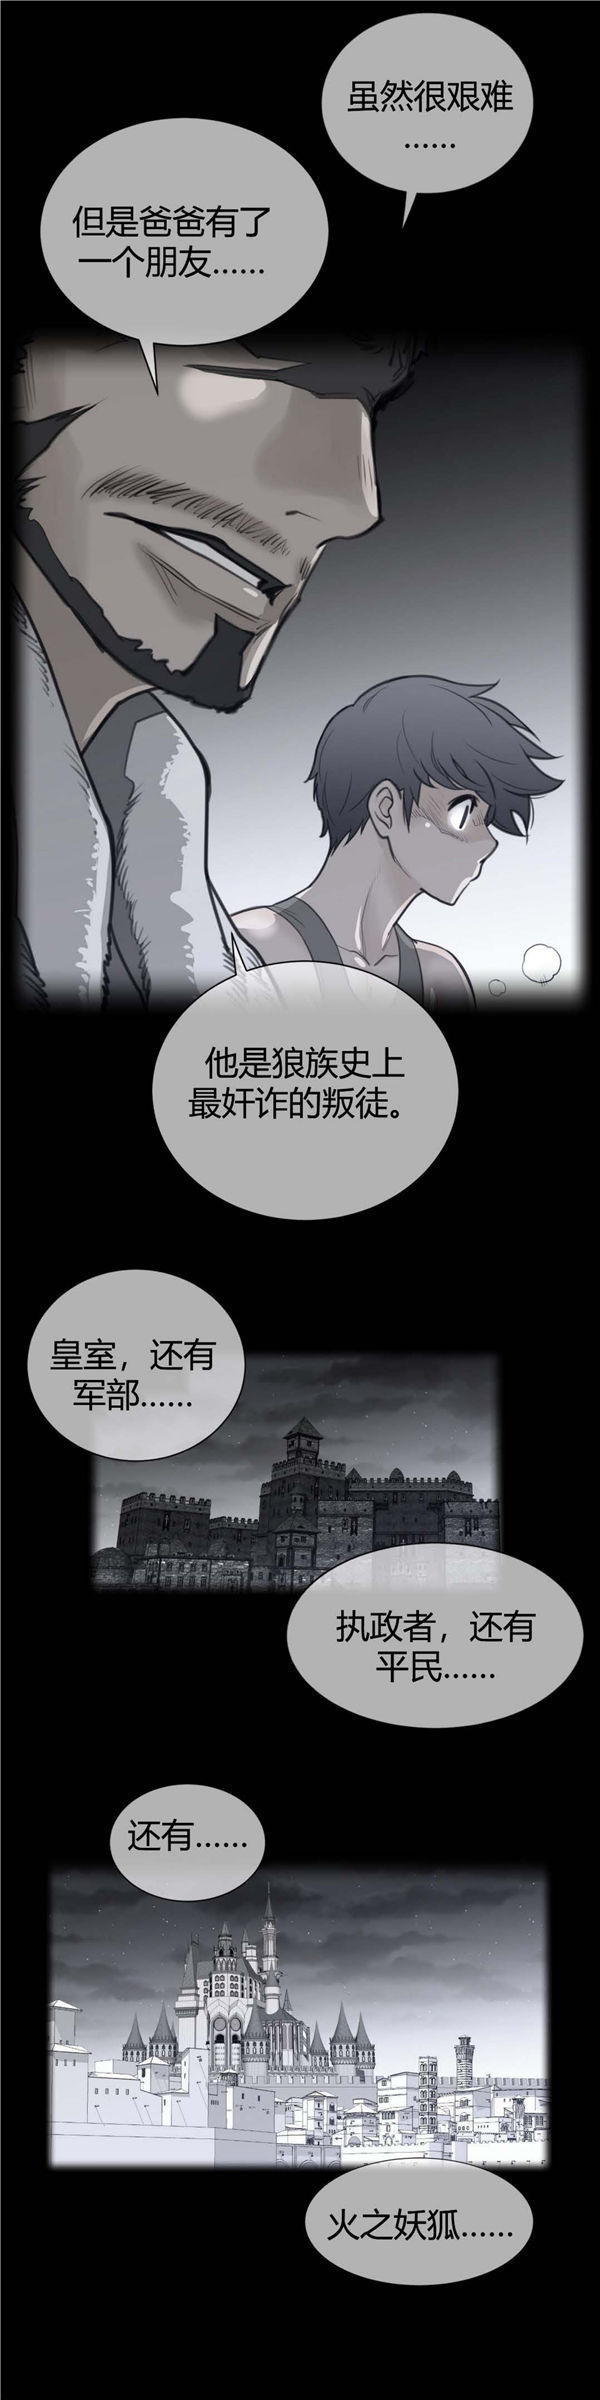 虽然很艰难
……
但是爸爸有了
一个朋友……
他是狼族史上
最奸诈的叛徒。
皇室，还有
军部……
执政者，还有
平民……
还有……
火之妖狐……